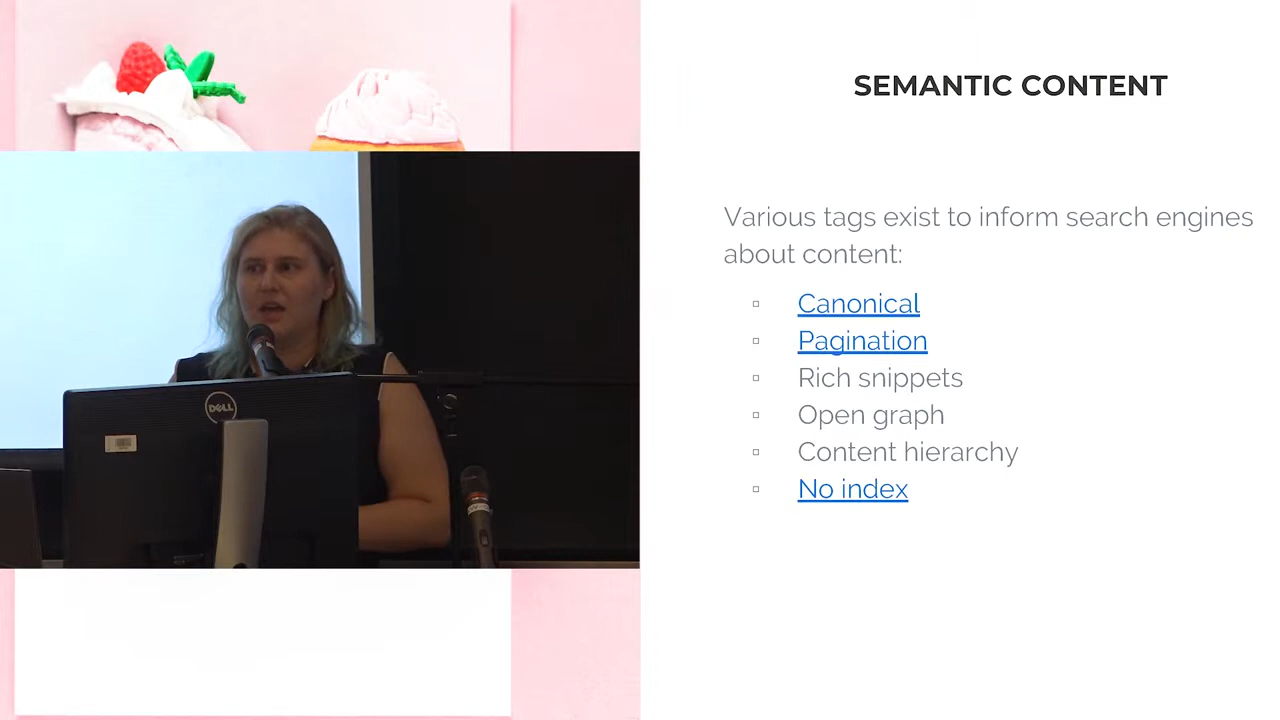 SEMANTIC CONTENT
Various tags exist to inform search engines
about content:
Canonical
Pagination
Rich snippets
Open graph
Content hierarchy
No index
DELL